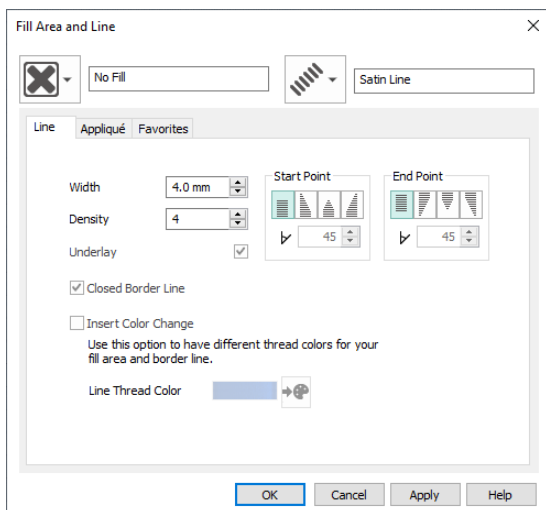 Fill Area and Line
No Fill
Satin Line
Line Appliqué Favorites
Width 4.0 mm
Density 4
Underlay
Start Point
45
End Point
45
Closed Border Line
Insert Color Change
Use this option to have different thread colors for your
fill area and border line.
Line Thread Color
OK Cancel Apply Help